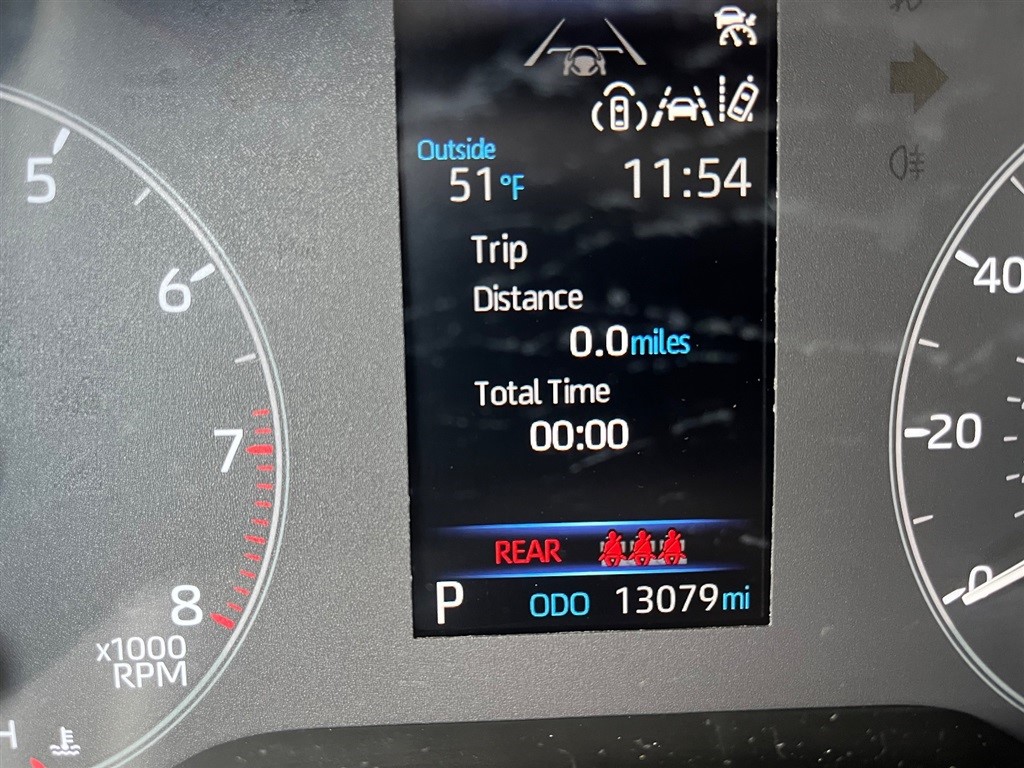 5
6
7
8
x1000
RPM
H
Outside
51°F
11:54
Trip
Distance
0.0 miles
Total Time
00:00
REAR
P
ODO 13079 mi
40
20
0